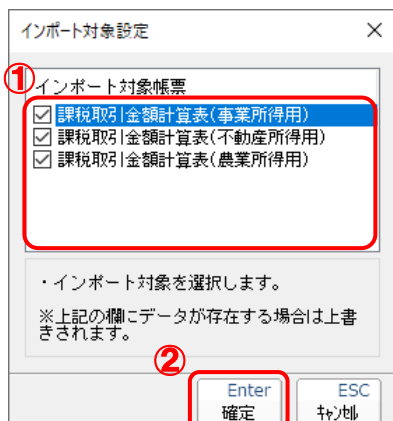 インポート対象設定
①
インポート対象帳票
課税取引金額計算表(事業所得用)
課税取引金額計算表(不動産所得用)
課税取引金額計算表(農業所得用)
・インポート対象を選択します。
※上記の欄にデータが存在する場合は上書
きされます。
②
Enter
確定
ESC
ｷｬﾝｾﾙ